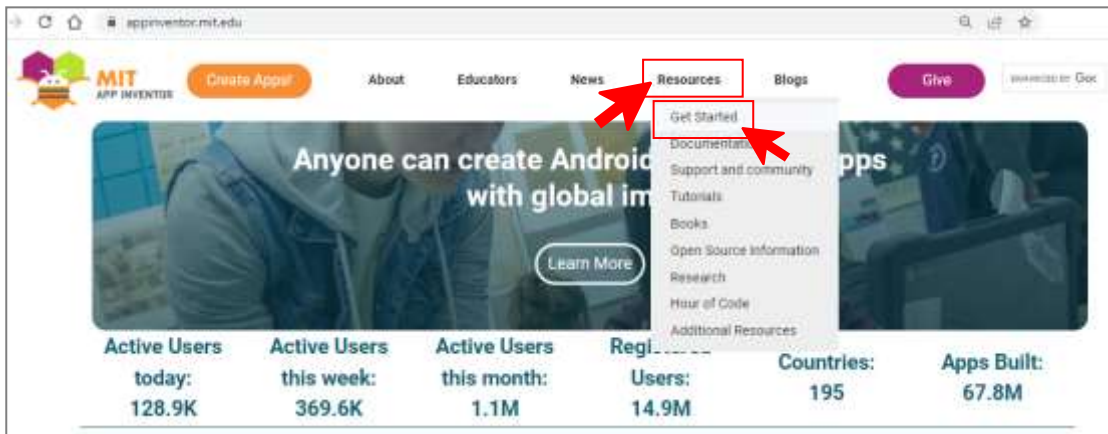 appinventor.mit.edu
MIT
APP INVENTOR
Create Apps!
About
Educators
News
Resources
Blogs
Give
Get Started
Documentatio
Support and community
Tutorials
Books
Open Source Information
Research
Hour of Code
Additional Resources
Anyone can create Android pps
with global im
Learn More
Active Users
today:
128.9K
Active Users
this week:
369.6K
Active Users
this month:
1.1M
Registered
Users:
14.9M
Countries:
195
Apps Built:
67.8M